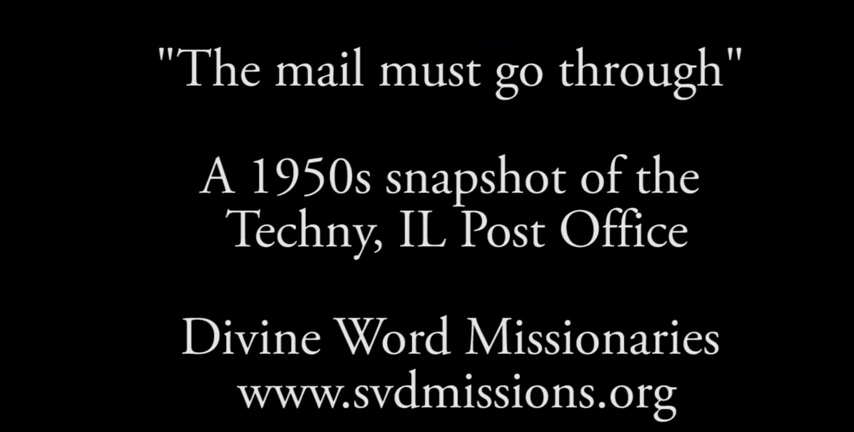 "The mail must go through"
A 1950s snapshot of the
Techny, IL Post Office
Divine Word Missionaries
www.svdmissions.org